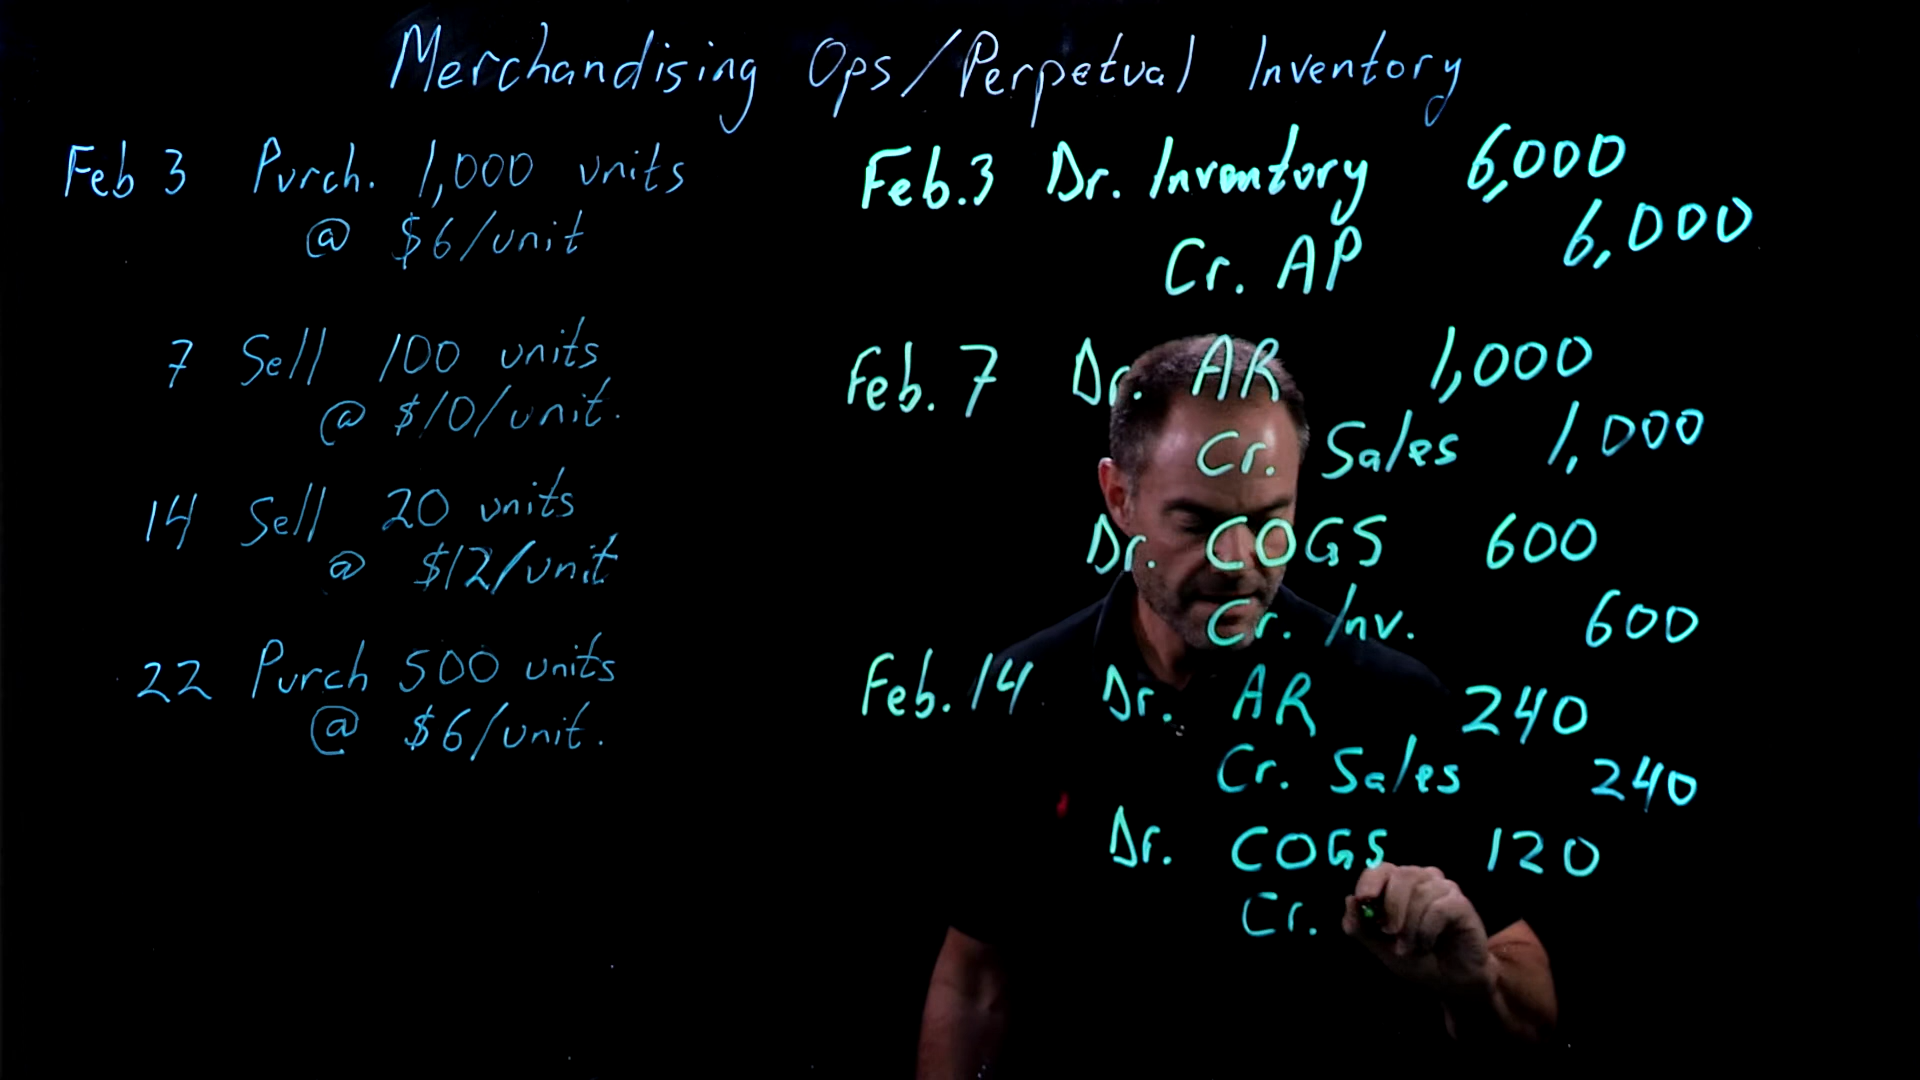 Merchandising Ops/Perpetual Inventory
Feb 3 Purch. 1,000 units
@ $6/unit
7 Sell 100 units
@ $10/unit.
14 Sell 20 units
@ $12/unit
22 Purch 500 units
@ $6/unit.
Feb.3 Dr. Inventory 6,000
Cr. AP 6,000
Feb. 7 Dr. AR 1,000
Cr. Sales 1,000
Dr. COGS 600
Cr. Inv. 600
Feb. 14 Dr. AR 240
Cr. Sales 240
Dr. COGS 120
Cr.